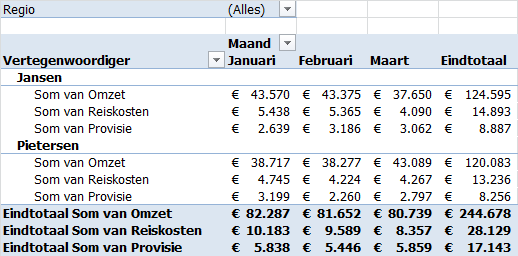 Regio (Alles)
Maand
Vertegenwoordiger Januari Februari Maart Eindtotaal
Jansen
Som van Omzet € 43.570 € 43.375 € 37.650 € 124.595
Som van Reiskosten € 5.438 € 5.365 € 4.090 € 14.893
Som van Provisie € 2.639 € 3.186 € 3.062 € 8.887
Pietersen
Som van Omzet € 38.717 € 38.277 € 43.089 € 120.083
Som van Reiskosten € 4.745 € 4.224 € 4.267 € 13.236
Som van Provisie € 3.199 € 2.260 € 2.797 € 8.256
Eindtotaal Som van Omzet € 82.287 € 81.652 € 80.739 € 244.678
Eindtotaal Som van Reiskosten € 10.183 € 9.589 € 8.357 € 28.129
Eindtotaal Som van Provisie € 5.838 € 5.446 € 5.859 € 17.143